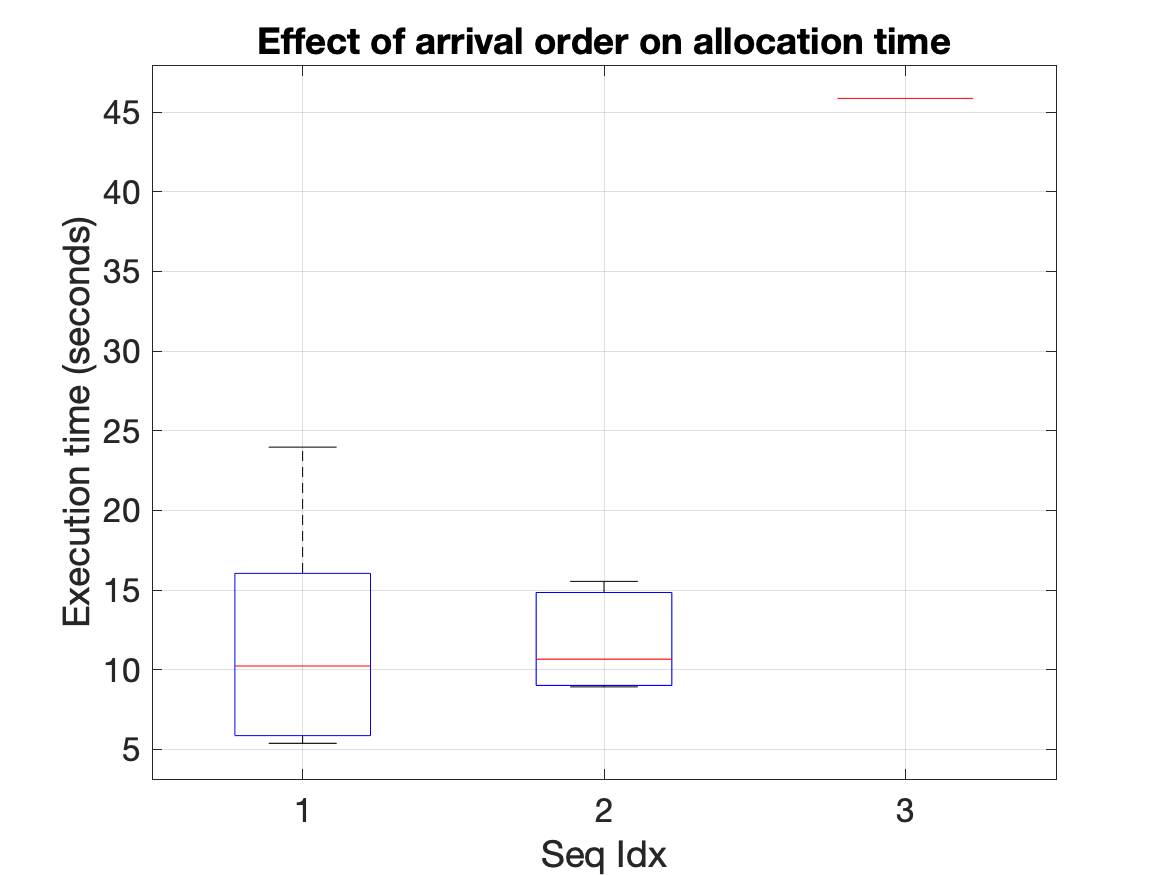 Effect of arrival order on allocation time
Execution time (seconds)
45
40
35
30
25
20
15
10
5
1 2 3
Seq Idx